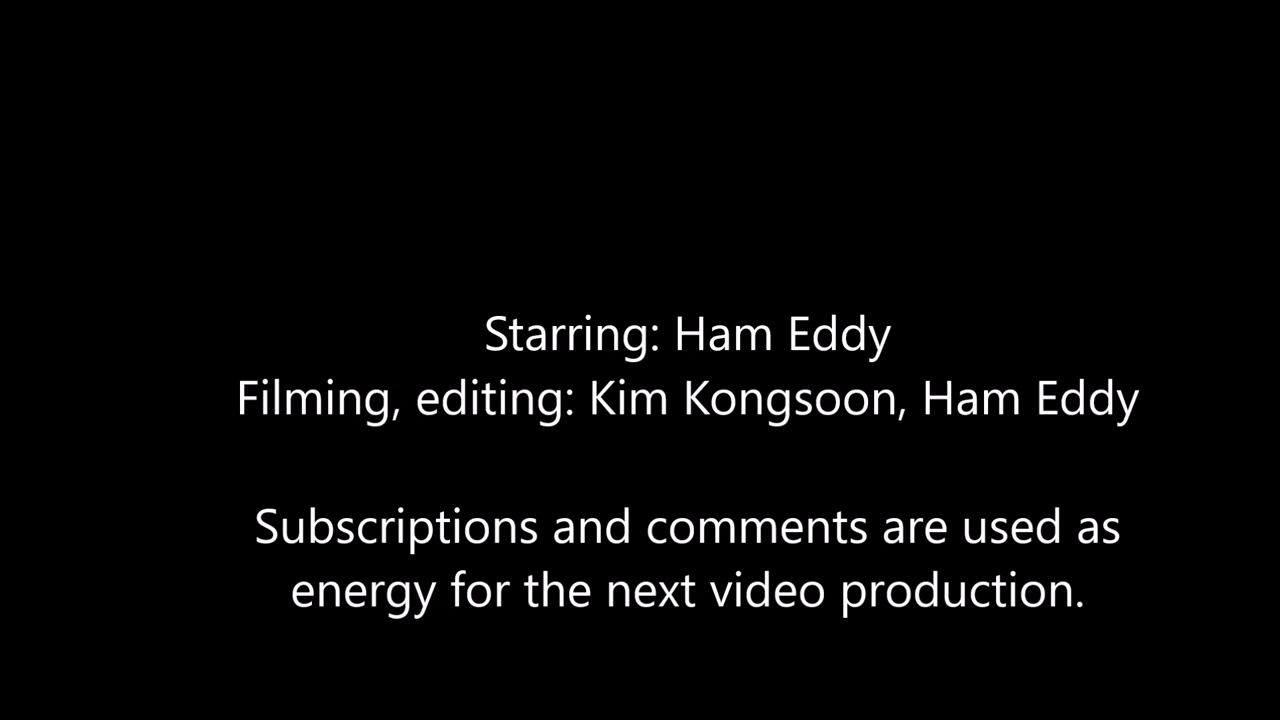 Starring: Ham Eddy
Filming, editing: Kim Kongsoon, Ham Eddy
Subscriptions and comments are used as
energy for the next video production.